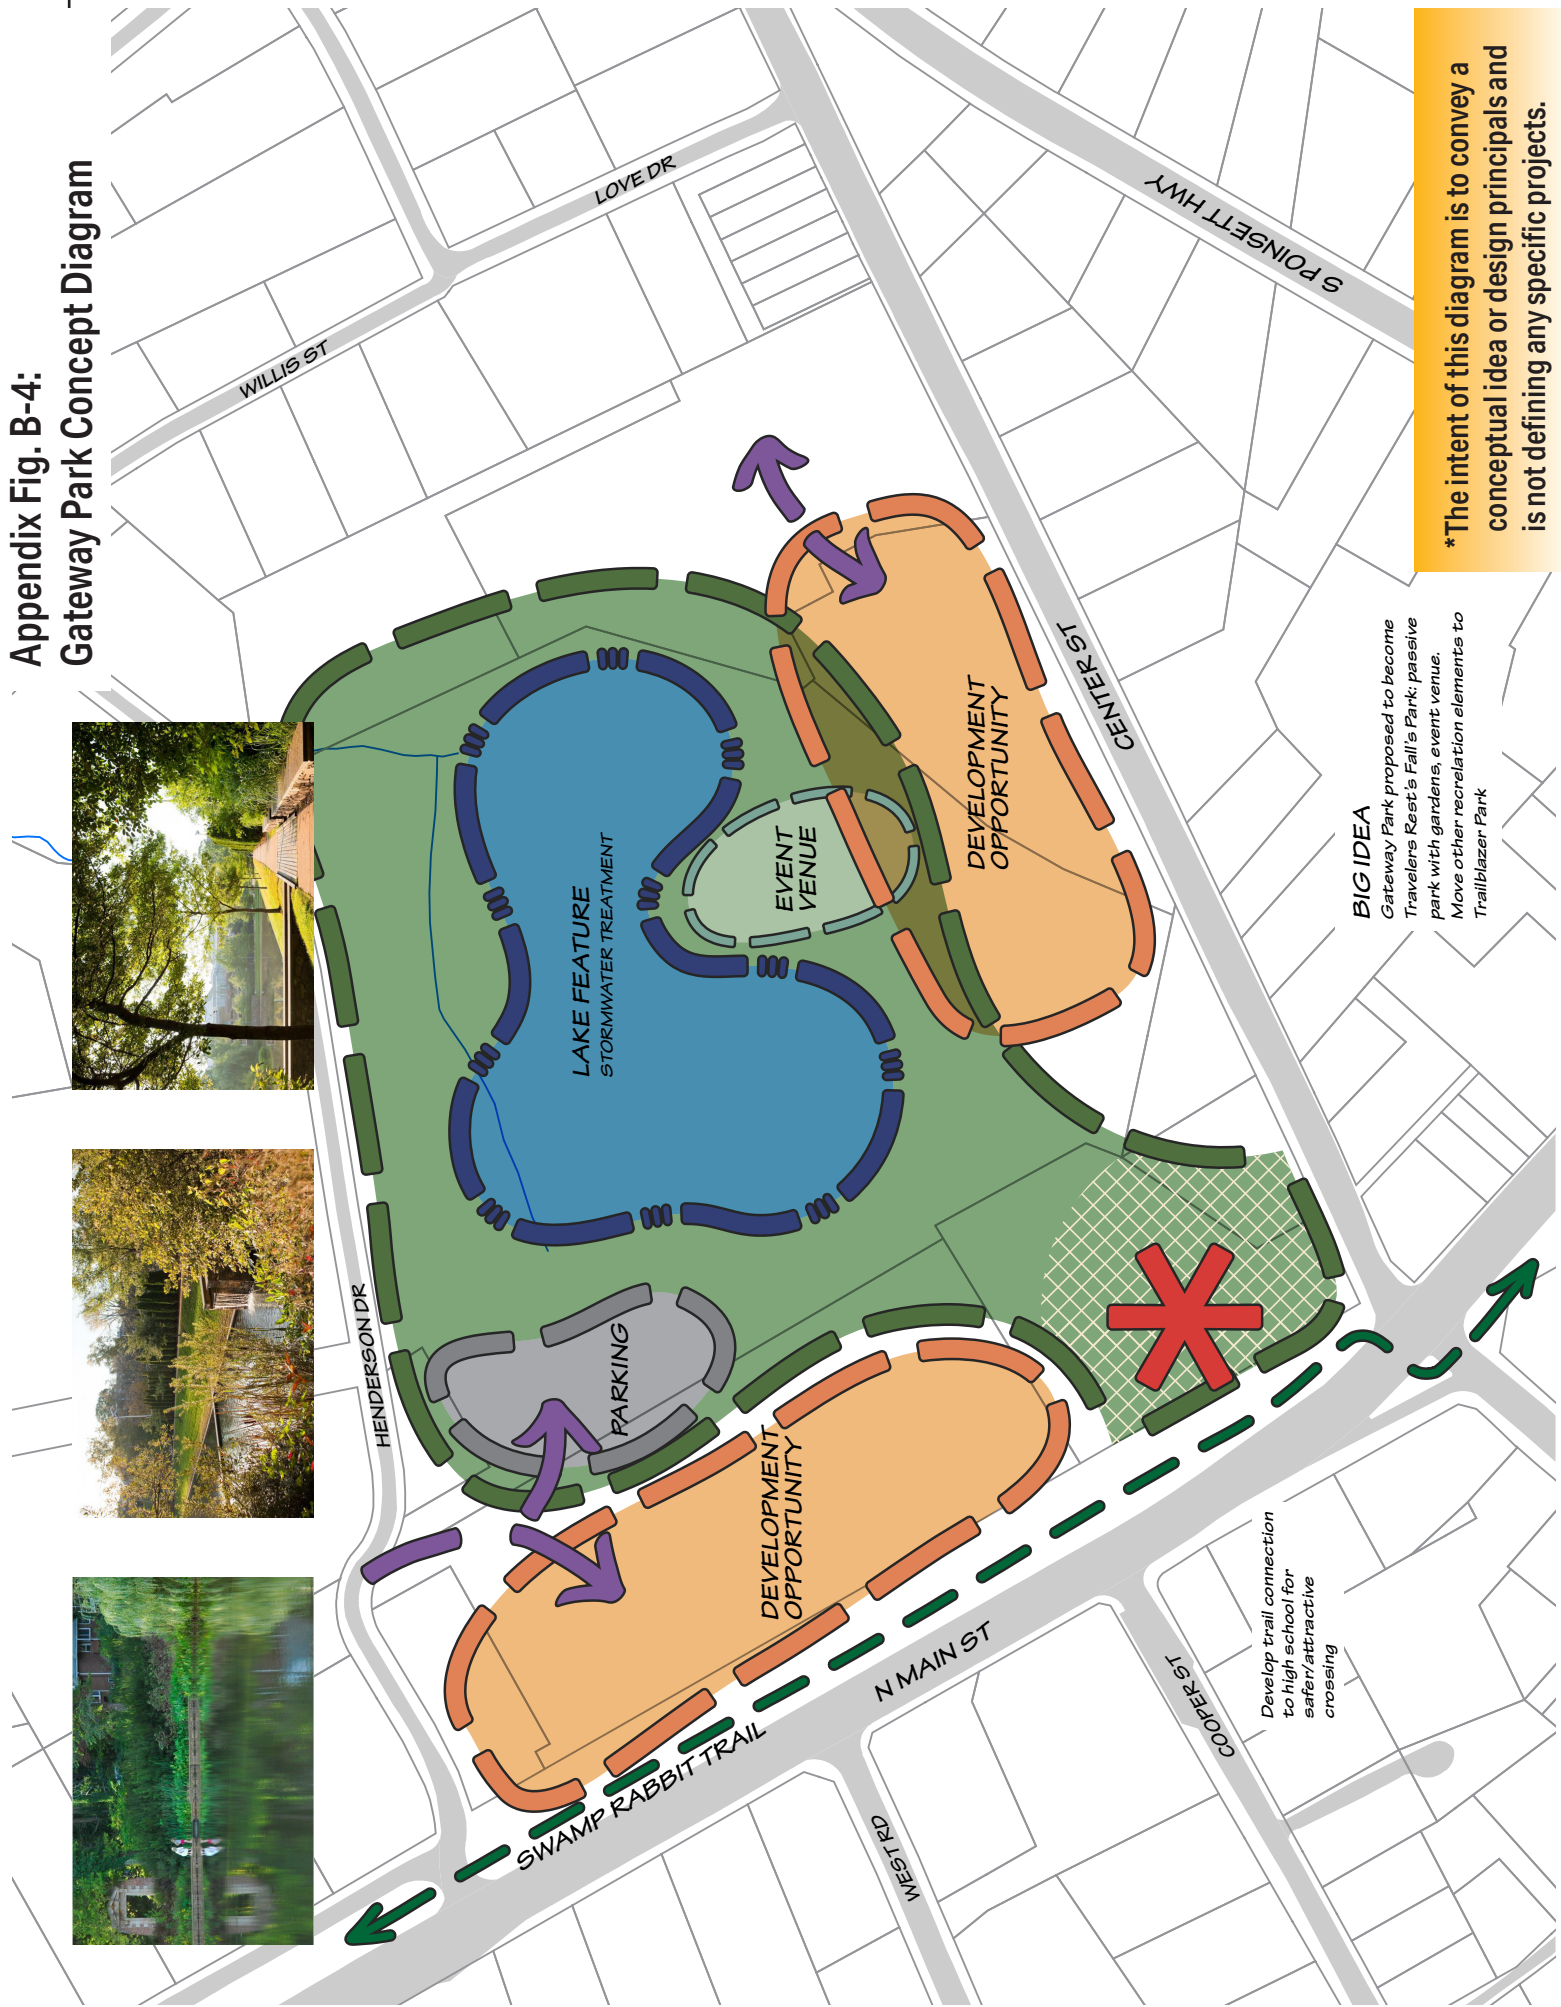 Appendix Fig. B-4:
Gateway Park Concept Diagram
WILLIS ST
LOVE DR
S POINSETT HWY
CENTER ST
HENDERSON DR
LAKE FEATURE
STORMWATER TREATMENT
EVENT
VENUE
DEVELOPMENT
OPPORTUNITY
PARKING
DEVELOPMENT
OPPORTUNITY
SWAMP RABBIT TRAIL
N MAIN ST
WEST RD
COOPER ST
Develop trail connection
to high school for
safer/attractive
crossing
BIG IDEA
Gateway Park proposed to become
Travelers Rest's Fall's Park: passive
park with gardens, event venue.
Move other recrelation elements to
Trailblazer Park
*The intent of this diagram is to convey a
conceptual idea or design principals and
is not defining any specific projects.